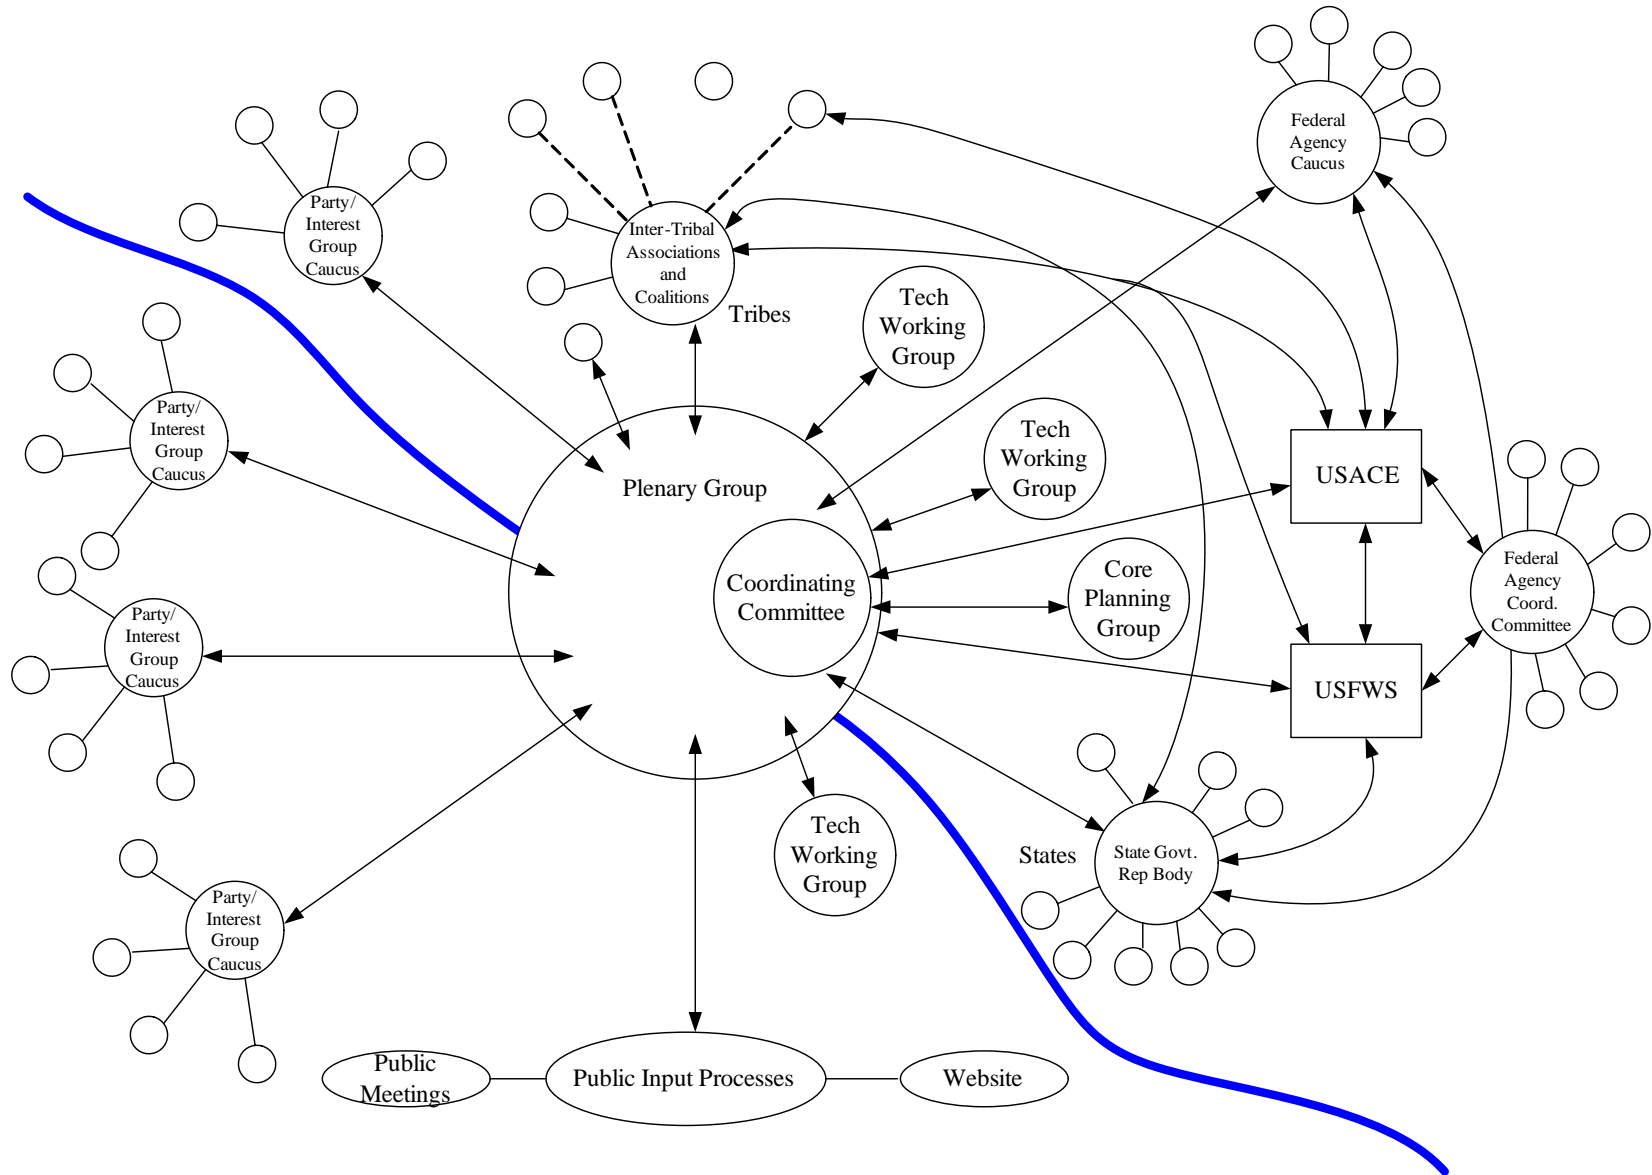 Federal
Agency
Caucus
Party/
Interest
Group
Caucus
Inter-Tribal
Associations
and
Coalitions
Tribes
Tech
Working
Group
Party/
Interest
Group
Caucus
Tech
Working
Group
USACE
Plenary Group
Federal
Agency
Coord.
Committee
Coordinating
Committee
Core
Planning
Group
Party/
Interest
Group
Caucus
USFWS
Tech
Working
Group
States
State Govt.
Rep Body
Party/
Interest
Group
Caucus
Public
Meetings
Public Input Processes
Website